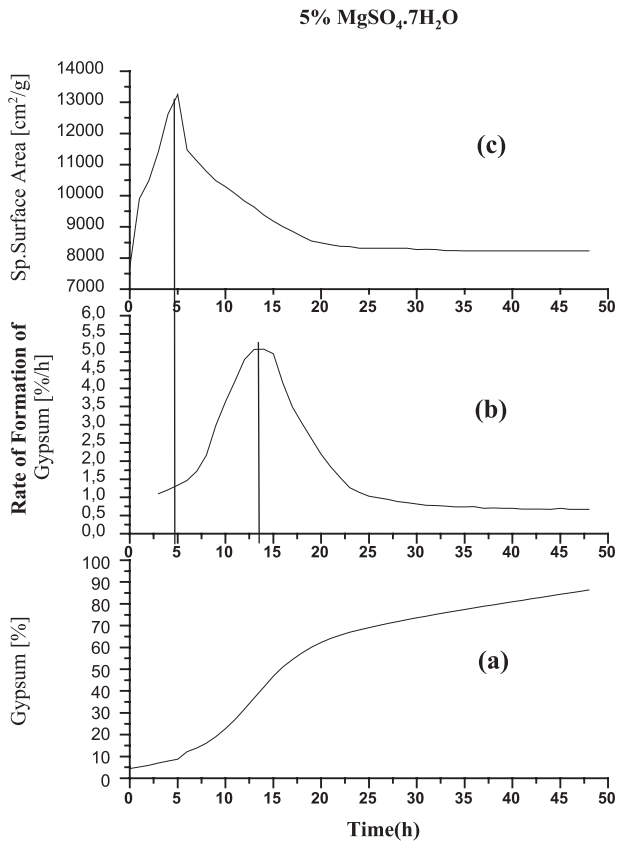 5% MgSO₄.7H₂O
Sp.Surface Area [cm²/g]
14000
13000
12000
11000
10000
9000
8000
7000
(c)
0 5 10 15 20 25 30 35 40 45 50
Rate of Formation of
Gypsum [%/h]
6,0
5,5
5,0
4,5
4,0
3,5
3,0
2,5
2,0
1,5
1,0
0,5
0,0
(b)
0 5 10 15 20 25 30 35 40 45 50
Gypsum [%]
100
90
80
70
60
50
40
30
20
10
0
(a)
0 5 10 15 20 25 30 35 40 45 50
Time(h)